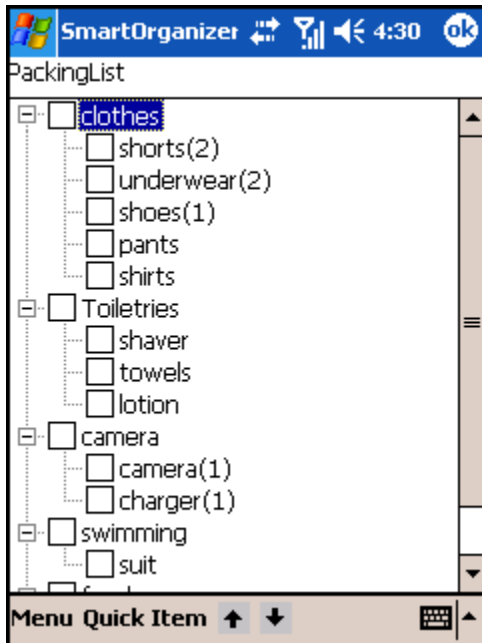 SmartOrganizer 4:30 ok
PackingList
clothes
shorts(2)
underwear(2)
shoes(1)
pants
shirts
Toiletries
shaver
towels
lotion
camera
camera(1)
charger(1)
swimming
suit
Menu Quick Item